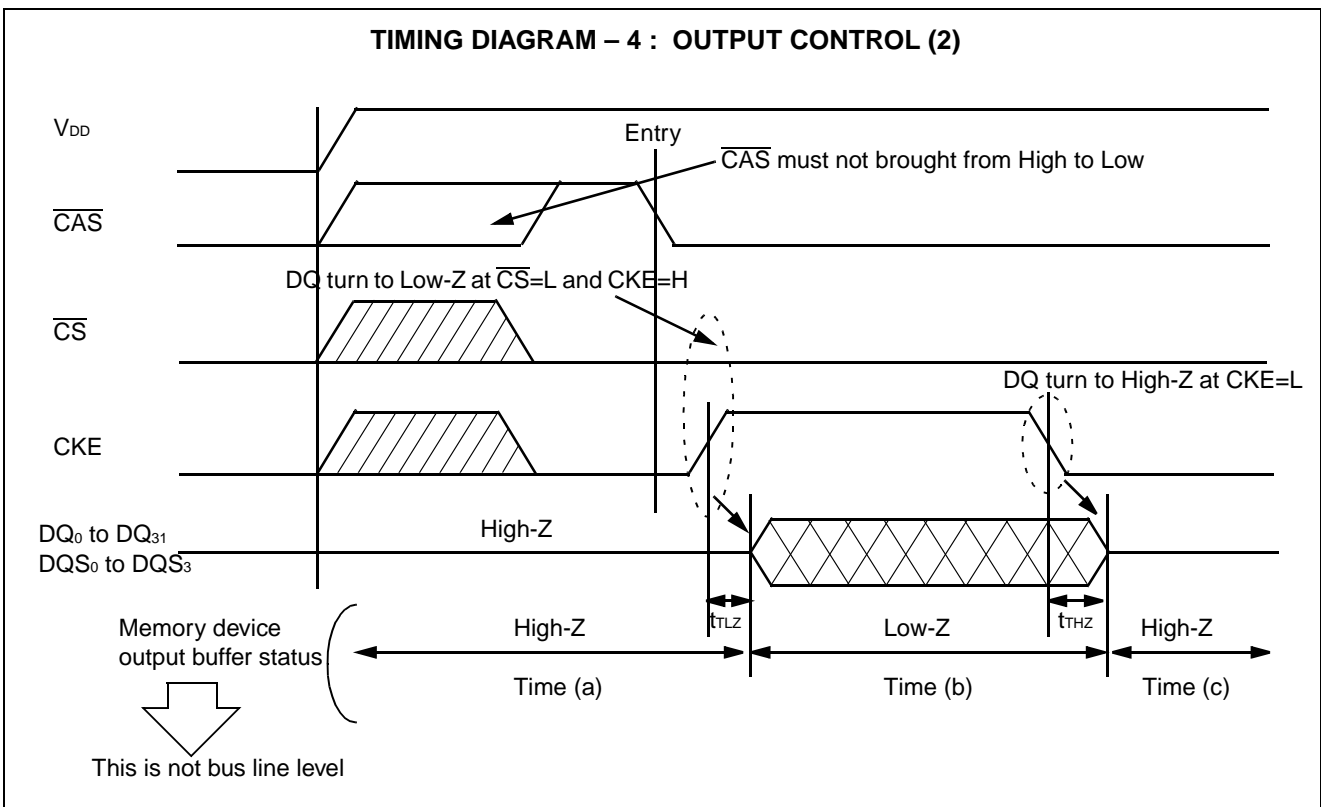 TIMING DIAGRAM – 4 : OUTPUT CONTROL (2)
VDD
Entry
CAS must not brought from High to Low
CAS
DQ turn to Low-Z at CS=L and CKE=H
CS
DQ turn to High-Z at CKE=L
CKE
High-Z
DQ0 to DQ31
DQS0 to DQS3
tTLZ
tTHZ
Memory device
output buffer status
High-Z
Low-Z
High-Z
Time (a)
Time (b)
Time (c)
This is not bus line level